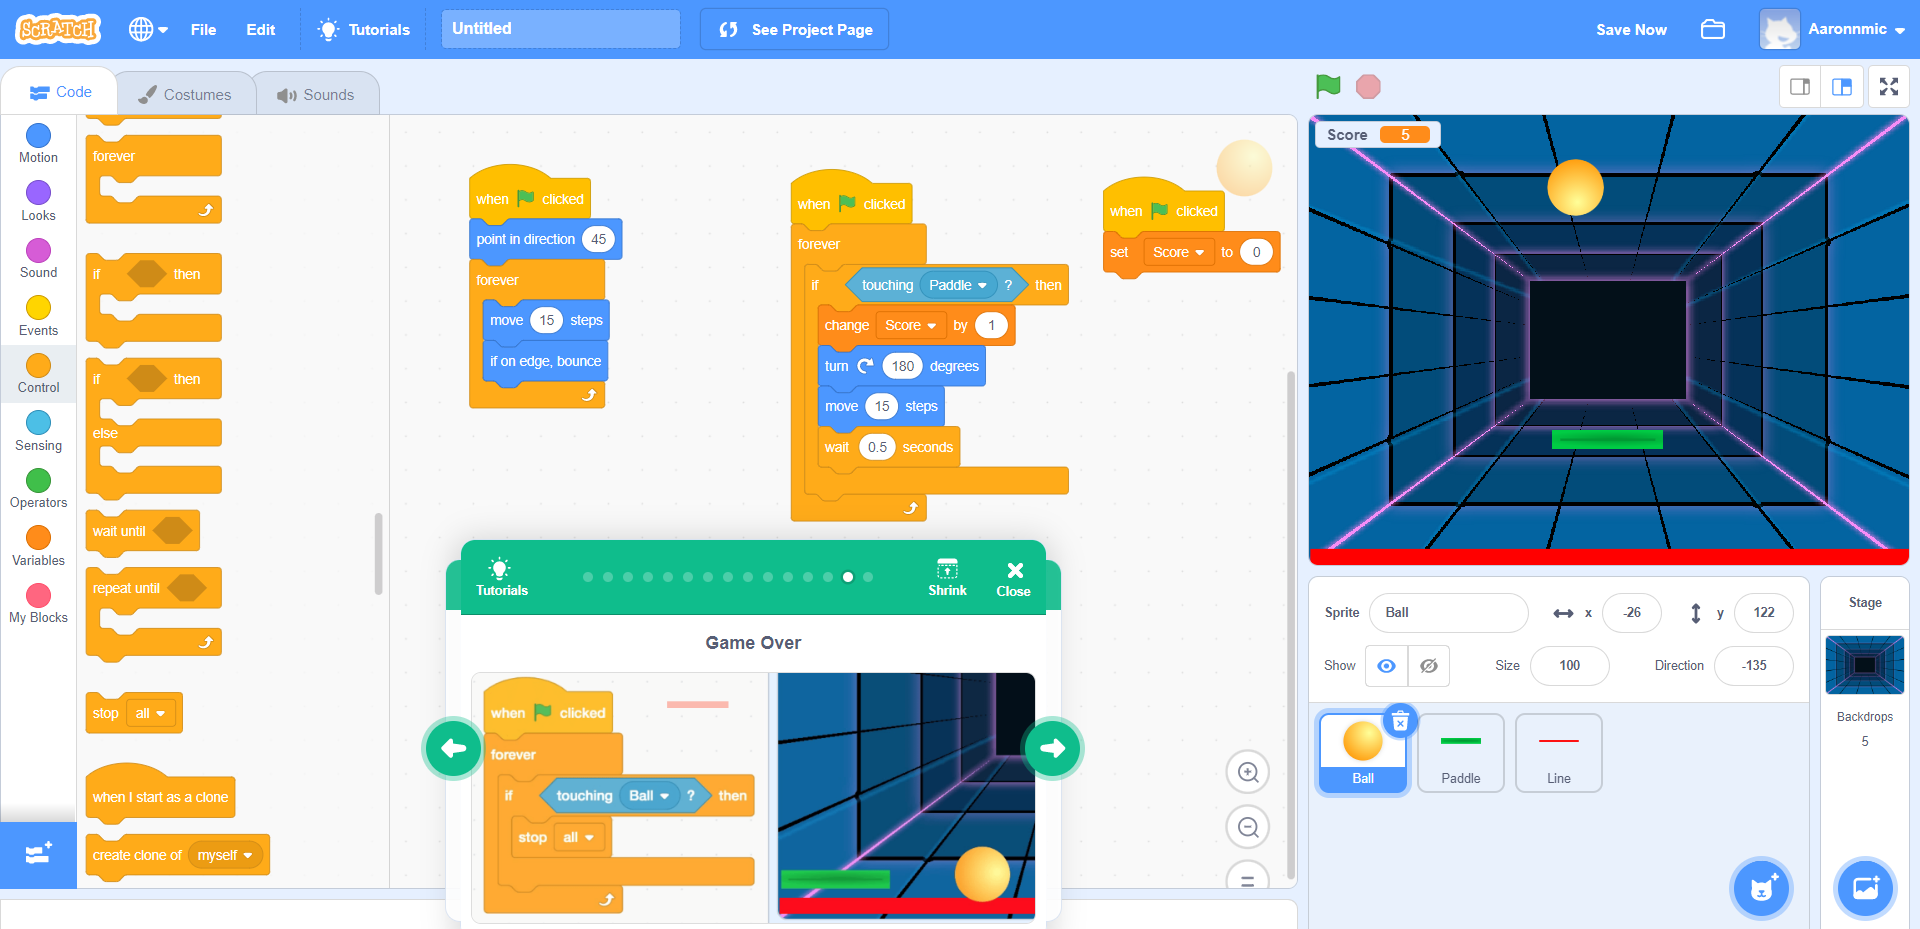 SCRATCH File Edit Tutorials Untitled See Project Page Save Now Aaronnmic
Code Costumes Sounds
Motion
Looks
Sound
Events
Control
Sensing
Operators
Variables
My Blocks
forever
if then
if then
else
wait until
repeat until
stop all
when I start as a clone
create clone of myself
when clicked
point in direction 45
forever
move 15 steps
if on edge, bounce
when clicked
forever
if touching Paddle ? then
change Score by 1
turn 180 degrees
move 15 steps
wait 0.5 seconds
when clicked
set Score to 0
Tutorials Shrink Close
Game Over
when clicked
forever
if touching Ball ? then
stop all
Score 5
Sprite Ball x -26 y 122
Show Size 100 Direction -135
Ball Paddle Line
Stage
Backdrops
5